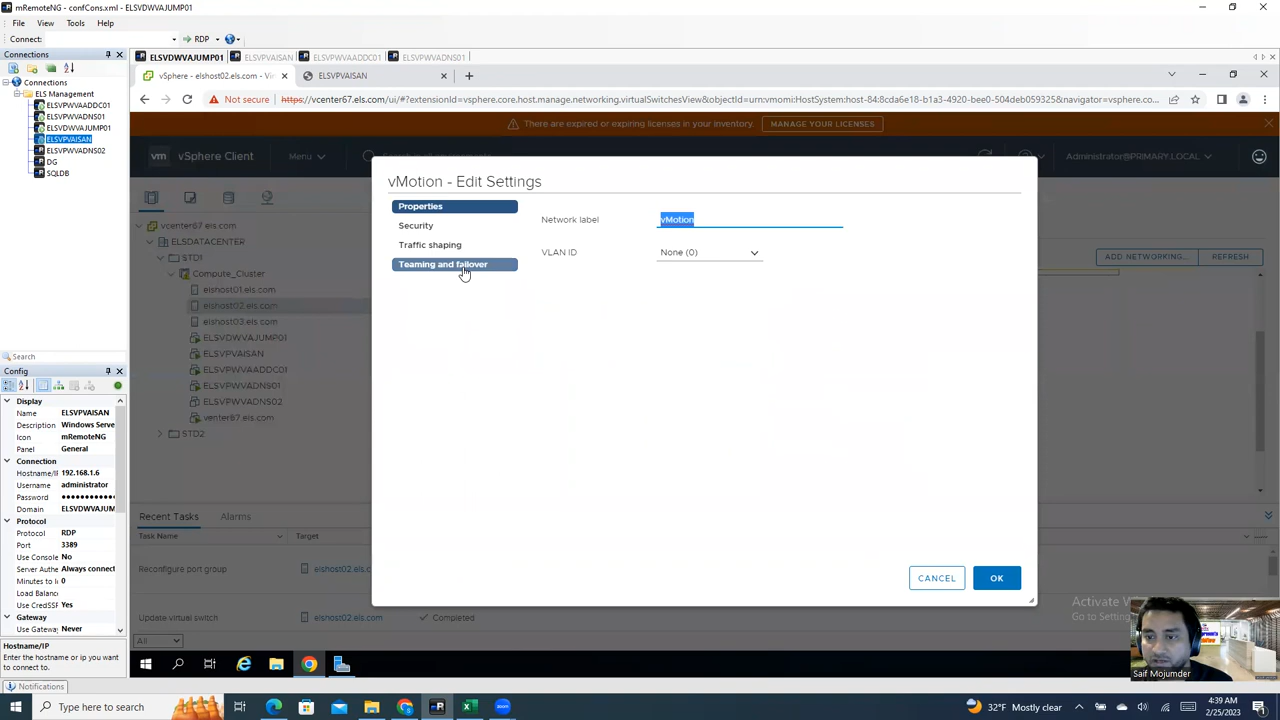 mRemoteNG - confCons.xml - ELSVDWVAJUMP01
File View Tools Help
Connect: RDP
Connections
Connections
ELS Management
ELSVPWVAADDC01
ELSVPWVADNS01
ELSVDWVAJUMP01
ELSVPVAISAN
ELSVPWVADNS02
DG
SQLDB
Search
Config
Display
Name ELSVPVAISAN
Description Windows Serve
Icon mRemoteNG
Panel General
Connection
Hostname/IP 192.168.1.6
Username administrator
Password ••••••••••••
Domain ELSVDWVAJUM
Protocol
Protocol RDP
Port 3389
Use Console No
Server Authe Always connect
Minutes to I 0
Load Balanc
Use CredSSP Yes
Gateway
Use Gateway Never
Hostname/IP
Enter the hostname or ip you want
to connect to.
Notifications
ELSVDWVAJUMP01 ELSVPVAISAN ELSVPWVAADDC01 ELSVPWVADNS01
vSphere - elshost02.els.com - Vi ELSVPVAISAN
Not secure https://vcenter67.els.com/ui/#?extensionId=vsphere.core.host.manage.networking.virtualSwitchesView&objectId=urn:vmomi:HostSystem:host-84:8cda6e18-b1a3-4920-bee0-504deb059325&navigator=vsphere.co...
There are expired or expiring licenses in your inventory. MANAGE YOUR LICENSES
vm vSphere Client Menu Administrator@PRIMARY.LOCAL
vcenter67.els.com
ELSDATACENTER
STD1
Compute_Cluster
elshost01.els.com
elshost02.els.com
elshost03.els.com
ELSVDWVAJUMP01
ELSVPVAISAN
ELSVPWVAADDC01
ELSVPWVADNS01
ELSVPWVADNS02
venter67.els.com
STD2
ADD NETWORKING... REFRESH
vMotion - Edit Settings
Properties
Security
Traffic shaping
Teaming and failover
Network label vMotion
VLAN ID None (0)
CANCEL OK
Recent Tasks Alarms
Task Name Target
Reconfigure port group elshost02.els.com
Update virtual switch elshost02.els.com Completed
All
Activate W
Go to Setting
Saif Mojumder
Type here to search
32°F Mostly clear
4:39 AM
2/25/2023